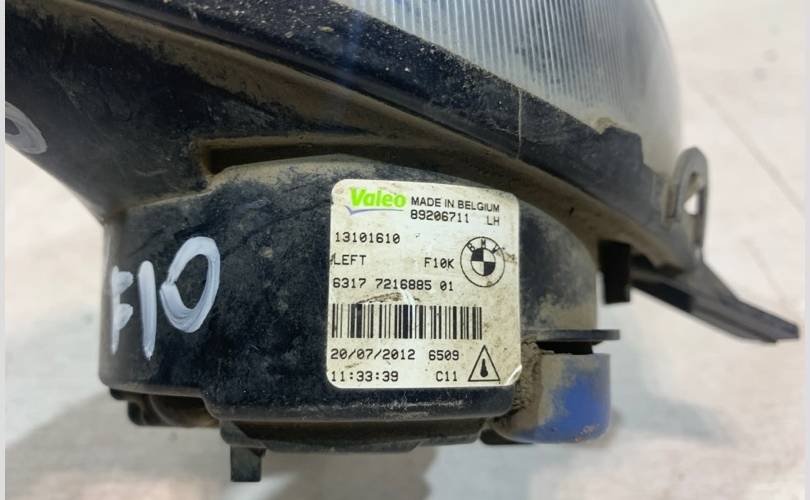 Valeo MADE IN BELGIUM
89206711 LH
13101610
LEFT F10K
BMW
6317 7216885 01
20/07/2012 6509
11:33:39 C11
F10